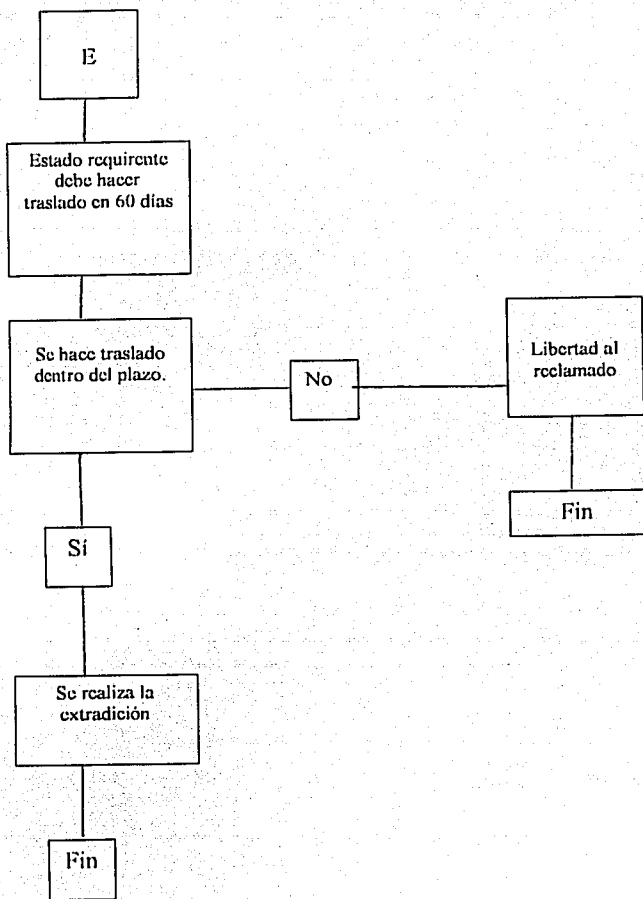 E
Estado requirente
debe hacer
traslado en 60 días
Se hace traslado
dentro del plazo.
No
Libertad al
reclamado
Fin
Sí
Se realiza la
extradición
Fin